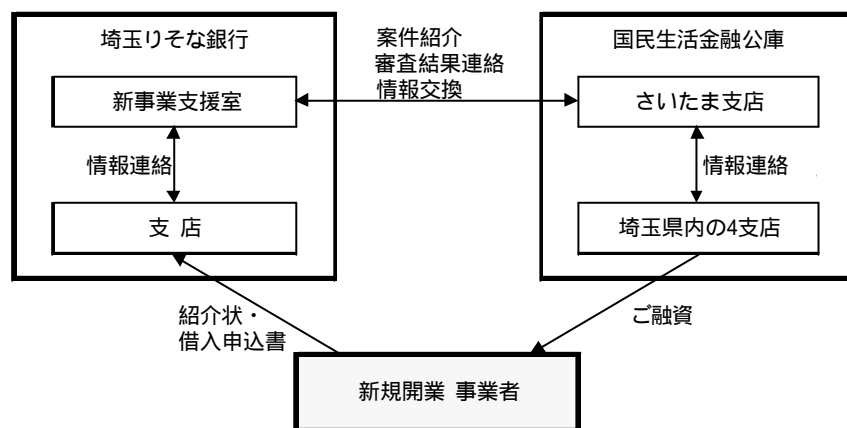 埼玉りそな銀行
国民生活金融公庫
案件紹介
審査結果連絡
情報交換
新事業支援室
さいたま支店
情報連絡
情報連絡
支 店
埼玉県内の4支店
紹介状・
借入申込書
ご融資
新規開業 事業者